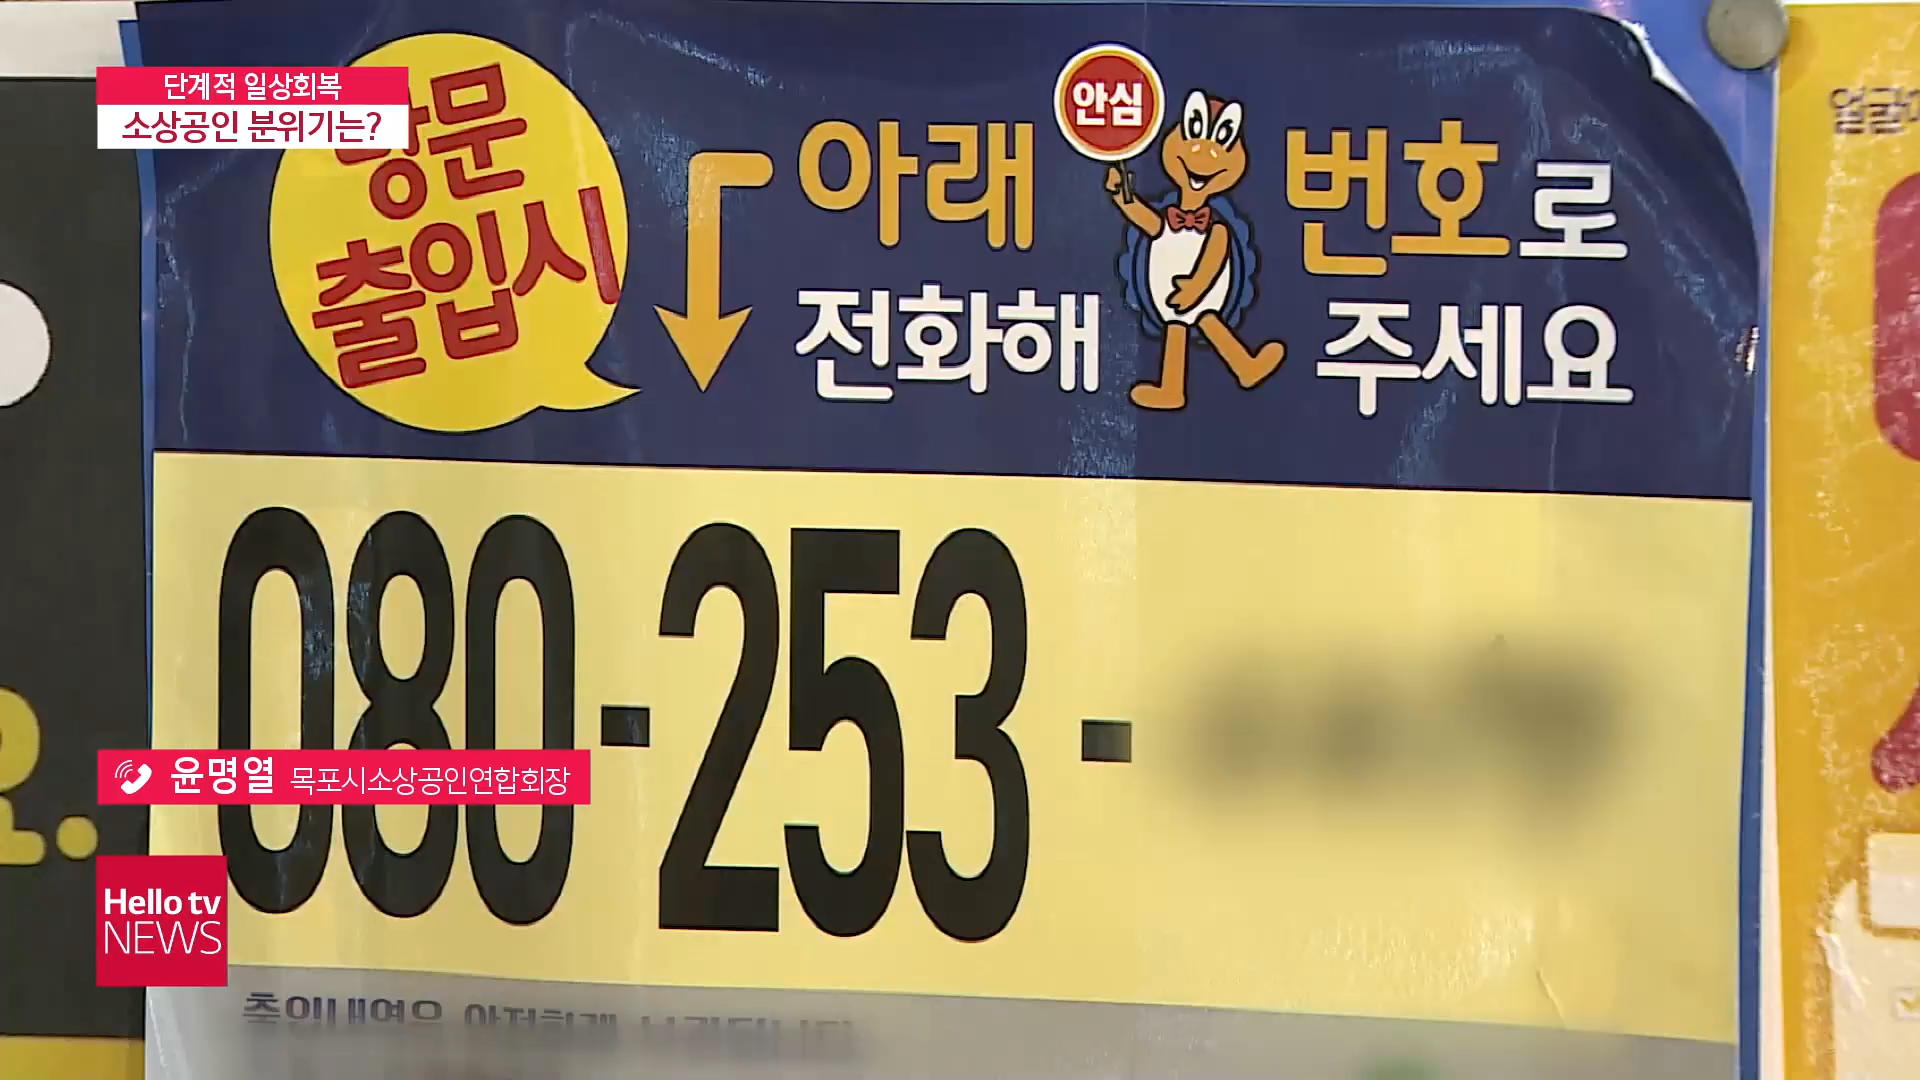 단계적 일상회복
소상공인 분위기는?
방문
출입시
아래 번호로
전화해 주세요
안심
080-253-
윤명열 목포시소상공인연합회장
Hello tv
NEWS